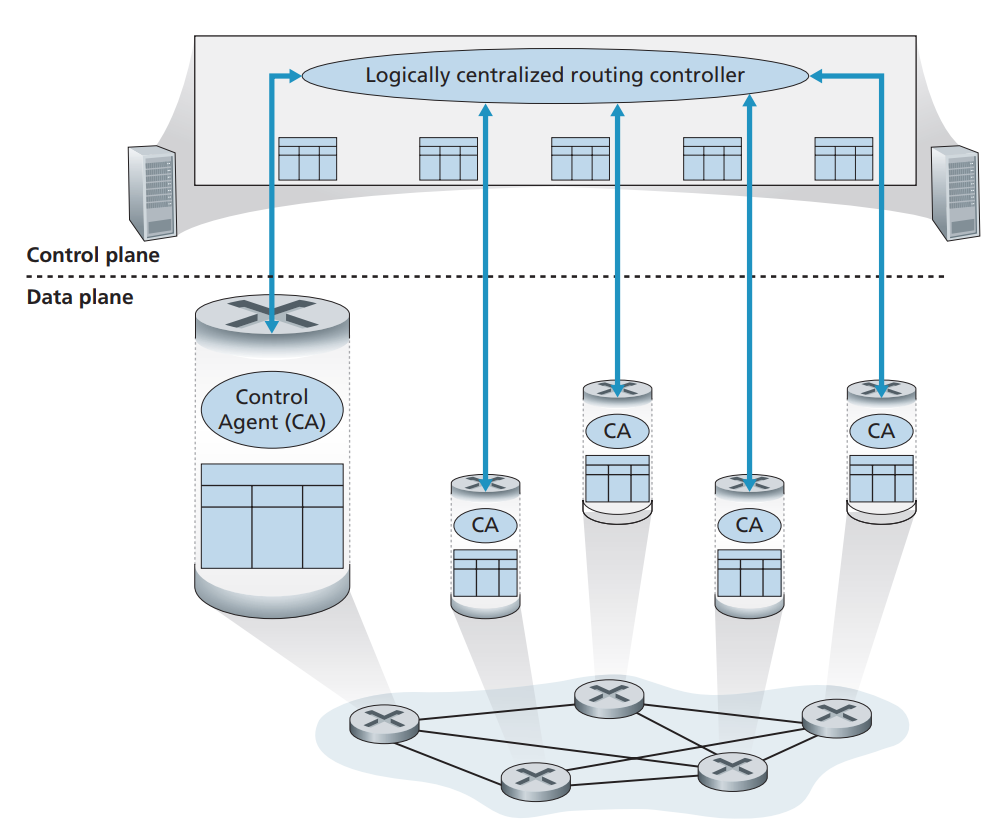 Logically centralized routing controller
Control plane
Data plane
Control
Agent (CA)
CA
CA
CA
CA